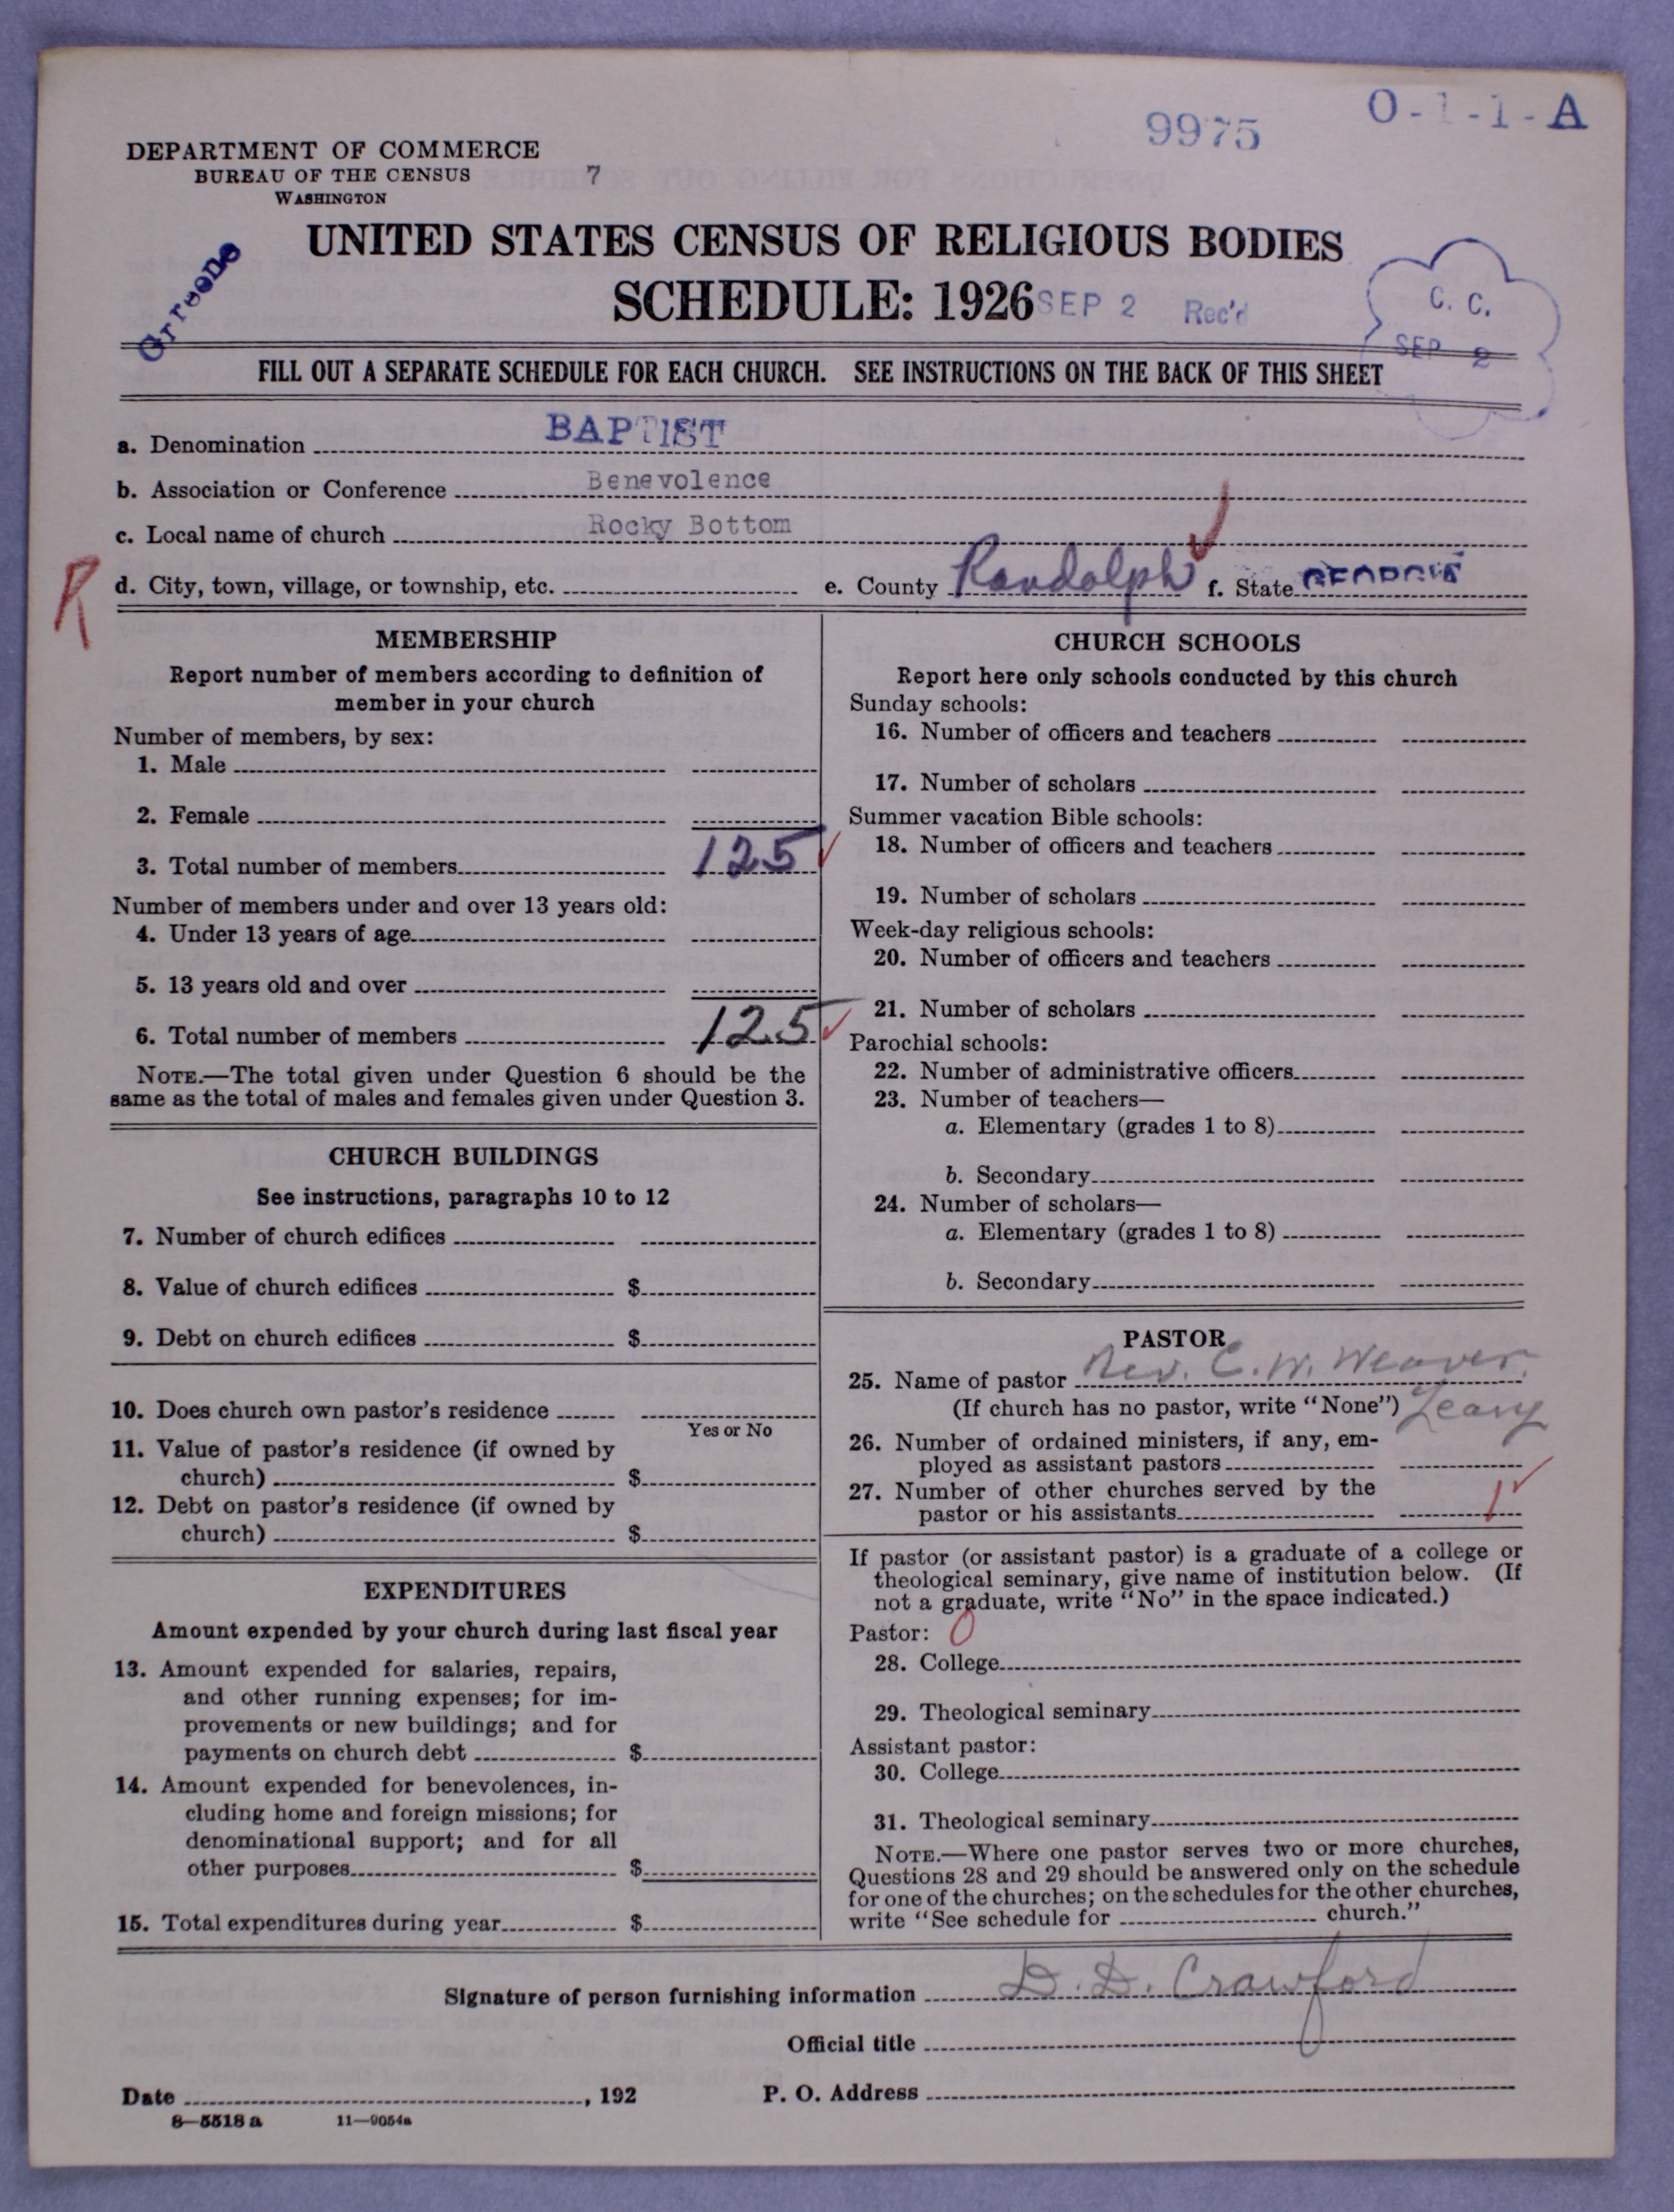 O-1-1-A
9975
DEPARTMENT OF COMMERCE
BUREAU OF THE CENSUS
WASHINGTON
7
UNITED STATES CENSUS OF RELIGIOUS BODIES
SCHEDULE: 1926
SEP 2 Rec'd
C. C.
SEP 2
FILL OUT A SEPARATE SCHEDULE FOR EACH CHURCH. SEE INSTRUCTIONS ON THE BACK OF THIS SHEET
a. Denomination BAPTIST
b. Association or Conference Benevolence
c. Local name of church Rocky Bottom
R
d. City, town, village, or township, etc. e. County Randolph f. State GEORGIA
MEMBERSHIP
Report number of members according to definition of
member in your church
Number of members, by sex:
1. Male
2. Female
3. Total number of members 125
Number of members under and over 13 years old:
4. Under 13 years of age
5. 13 years old and over
6. Total number of members 125
NOTE.—The total given under Question 6 should be the
same as the total of males and females given under Question 3.
CHURCH BUILDINGS
See instructions, paragraphs 10 to 12
7. Number of church edifices
8. Value of church edifices $
9. Debt on church edifices $
10. Does church own pastor's residence
Yes or No
11. Value of pastor's residence (if owned by
church) $
12. Debt on pastor's residence (if owned by
church) $
EXPENDITURES
Amount expended by your church during last fiscal year
13. Amount expended for salaries, repairs,
and other running expenses; for im-
provements or new buildings; and for
payments on church debt $
14. Amount expended for benevolences, in-
cluding home and foreign missions; for
denominational support; and for all
other purposes $
15. Total expenditures during year $
CHURCH SCHOOLS
Report here only schools conducted by this church
Sunday schools:
16. Number of officers and teachers
17. Number of scholars
Summer vacation Bible schools:
18. Number of officers and teachers
19. Number of scholars
Week-day religious schools:
20. Number of officers and teachers
21. Number of scholars
Parochial schools:
22. Number of administrative officers
23. Number of teachers—
a. Elementary (grades 1 to 8)
b. Secondary
24. Number of scholars—
a. Elementary (grades 1 to 8)
b. Secondary
PASTOR
25. Name of pastor Rev. C. W. Weaver.
(If church has no pastor, write "None") Leary
26. Number of ordained ministers, if any, em-
ployed as assistant pastors
27. Number of other churches served by the
pastor or his assistants 1
If pastor (or assistant pastor) is a graduate of a college or
theological seminary, give name of institution below. (If
not a graduate, write "No" in the space indicated.)
Pastor: 0
28. College
29. Theological seminary
Assistant pastor:
30. College
31. Theological seminary
NOTE.—Where one pastor serves two or more churches,
Questions 28 and 29 should be answered only on the schedule
for one of the churches; on the schedules for the other churches,
write "See schedule for church."
Signature of person furnishing information D. D. Crawford
Official title
Date , 192 P. O. Address
8—5518 a 11—9054a